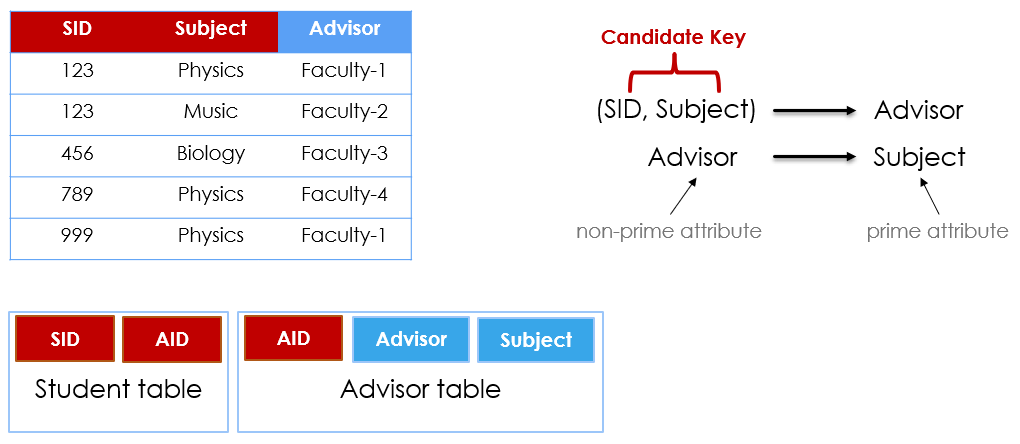 SID Subject Advisor
123 Physics Faculty-1
123 Music Faculty-2
456 Biology Faculty-3
789 Physics Faculty-4
999 Physics Faculty-1
Candidate Key
(SID, Subject) Advisor
Advisor Subject
non-prime attribute prime attribute
SID AID
Student table
AID Advisor Subject
Advisor table